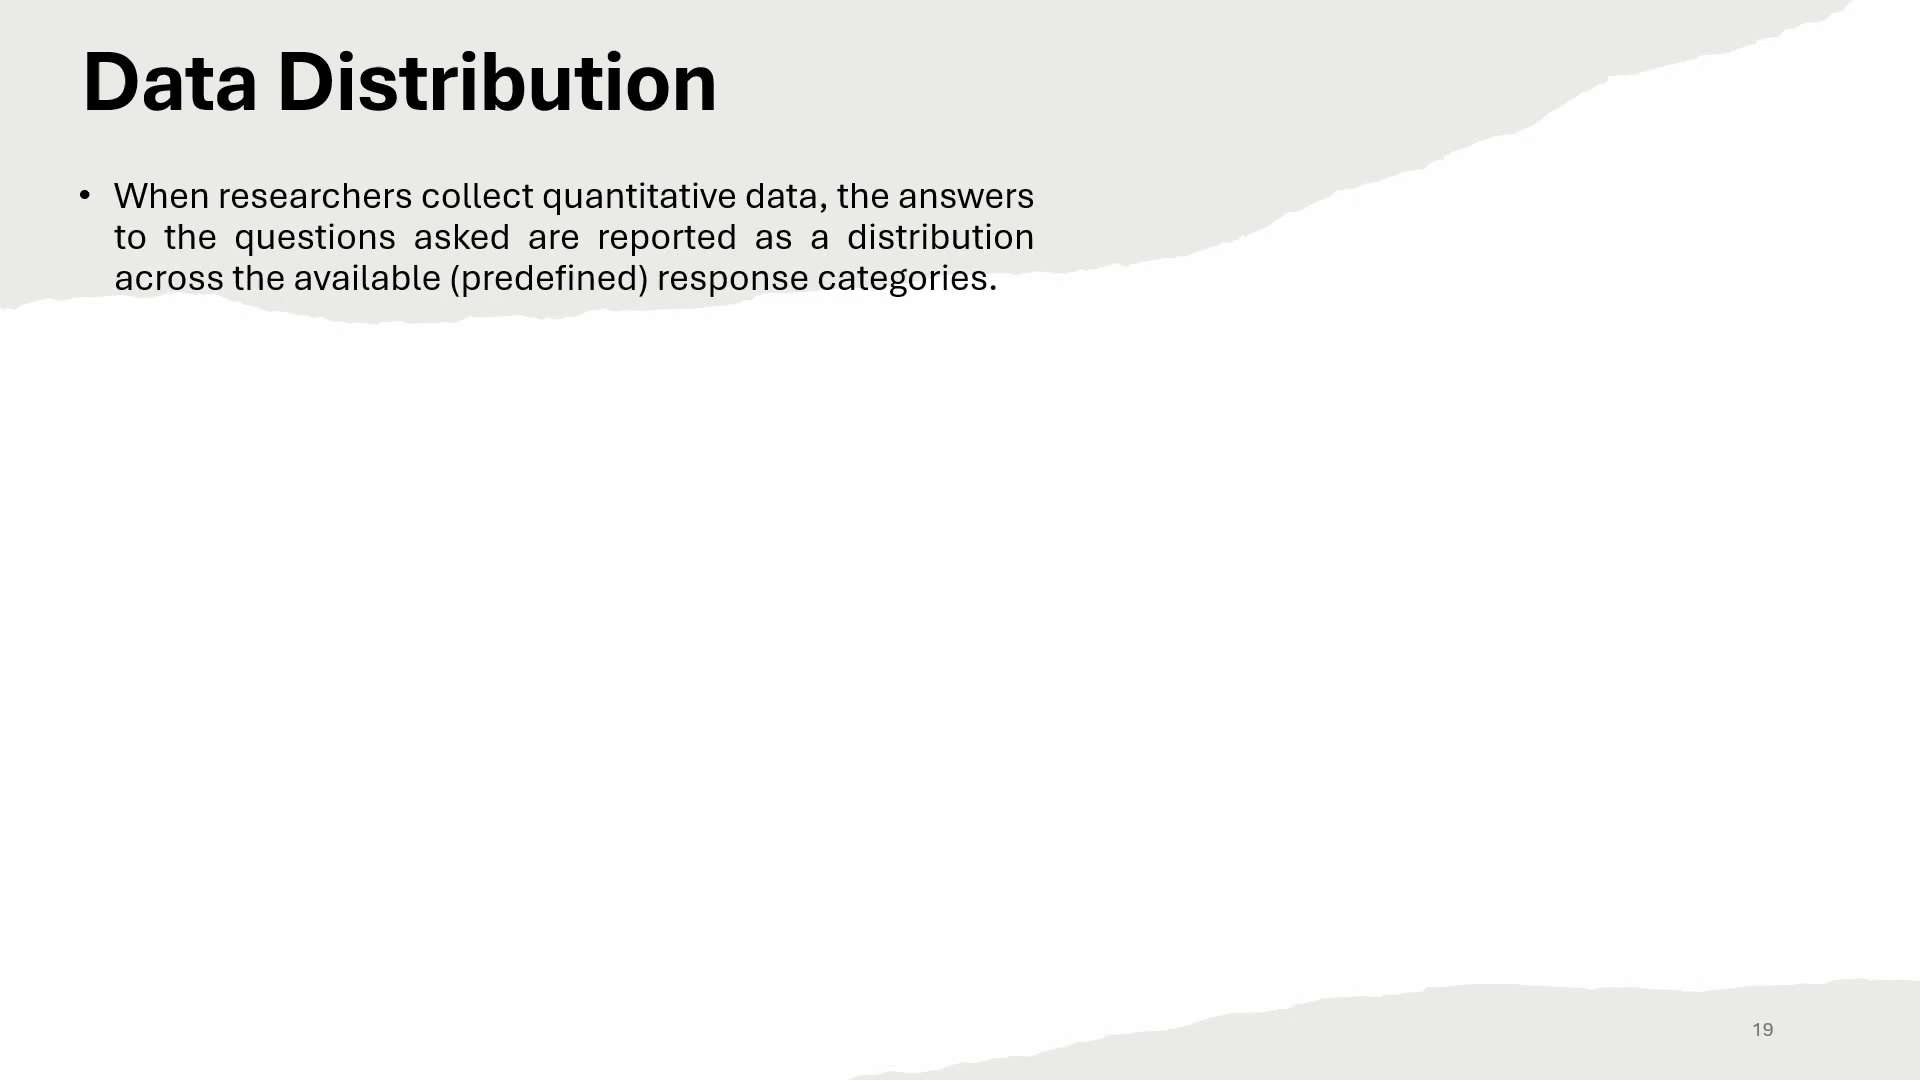 Data Distribution
• When researchers collect quantitative data, the answers
to the questions asked are reported as a distribution
across the available (predefined) response categories.
19